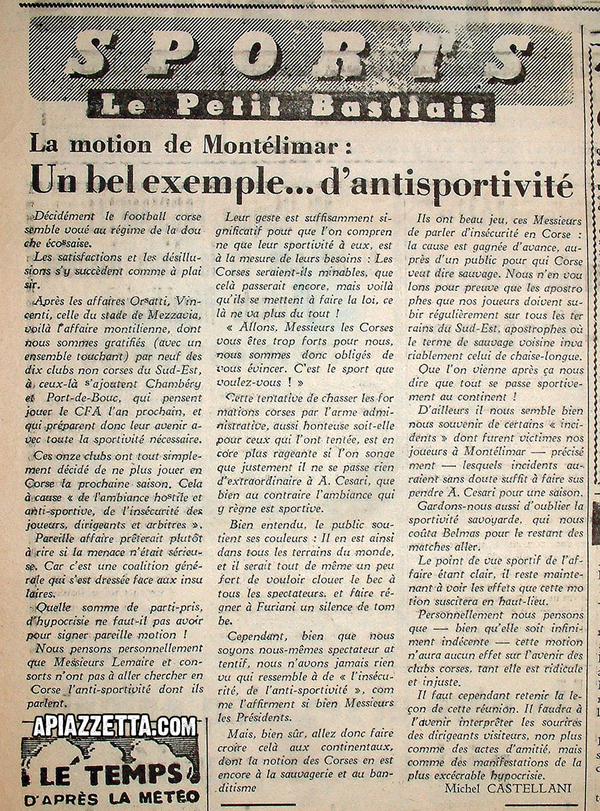 SPORTS
Le Petit Bastiais
La motion de Montélimar :
Un bel exemple... d'antisportivité
Décidément le football corse
semble voué au régime de la dou
che écossaise.
Les satisfactions et les désillu-
sions s'y succèdent comme à plai
sir.
Après les affaires Orsatti, Vin-
centi, celle du stade de Mezzavia,
voilà l'affaire montilienne, dont
nous sommes gratifiés (avec un
ensemble touchant) par neuf des
dix clubs non corses du Sud-Est,
à ceux-là s'ajoutent Chambéry
et Port-de-Bouc, qui pensent
jouer le CFA l'an prochain, et
qui préparent donc leur avenir a-
vec toute la sportivité nécessaire.
Ces onze clubs ont tout simple-
ment décidé de ne plus jouer en
Corse la prochaine saison. Cela
à cause « de l'ambiance hostile et
anti-sportive, de l'insécurité des
joueurs, dirigeants et arbitres ».
Pareille affaire prêterait plutôt
à rire si la menace n'était sérieu-
se. Car c'est une coalition géné-
rale qui s'est dressée face aux insu
laires.
Quelle somme de parti-pris,
d'hypocrisie ne faut-il pas avoir
pour signer pareille motion !
Nous pensons personnellement
que Messieurs Lemaire et con-
sorts n'ont pas à aller chercher en
Corse l'anti-sportivité dont ils
parlent.
APIAZZETTA.COM
LE TEMPS
D'APRÈS LA MÉTÉO
Leur geste est suffisamment si-
gnificatif pour que l'on compren
ne que leur sportivité à eux, est
à la mesure de leurs besoins : Les
Corses seraient-ils minables, que
celà passerait encore, mais voilà
qu'ils se mettent à faire la loi, ce
là ne va plus du tout !
« Allons, Messieurs les Corses
vous êtes trop forts pour nous,
nous sommes donc obligés de
vous évincer. C'est le sport que
voulez-vous ! »
Cette tentative de chasser les for
mations corses par l'arme admi-
nistrative, aussi honteuse soit-elle
pour ceux qui l'ont tentée, est en
core plus rageante si l'on songe
que justement il ne se passe rien
d'extraordinaire à A. Cesari, que
bien au contraire l'ambiance qui
y règne est sportive.
Bien entendu, le public sou-
tient ses couleurs : Il en est ainsi
dans tous les terrains du monde,
et il serait tout de même un peu
fort de vouloir clouer le bec à
tous les spectateurs, et faire ré-
gner à Furiani un silence de tom
be.
Cependant, bien que nous
soyons nous-mêmes spectateur at
tentif, nous n'avons jamais rien
vu qui ressemble à de « l'insécu-
rité, de l'antisportivité », com
me l'affirment si bien Messieurs
les Présidents.
Mais, bien sûr, allez donc faire
croire celà aux continentaux,
dont la notion des Corses en est
encore à la sauvagerie et au ban-
ditisme
Ils ont beau jeu, ces Messieurs
de parler d'insécurité en Corse :
la cause est gagnée d'avance, au-
près d'un public pour qui Corse
veut dire sauvage. Nous n'en vou
lons pour preuve que les apostro
phes que nos joueurs doivent su-
bir régulièrement sur tous les ter
rains du Sud-Est, apostrophes où
le terme de sauvage voisine inva
riablement celui de chaise-longue.
Que l'on vienne après ça nous
dire que tout se passe sportive-
ment au continent !
D'ailleurs il nous semble bien
nous souvenir de certains « inci-
dents » dont furent victimes nos
joueurs à Montélimar — précisé
ment — lesquels incidents au-
raient sans doute suffit à faire sus
pendre A. Cesari pour une saison.
Gardons-nous aussi d'oublier la
sportivité savoyarde, qui nous
coûta Belmas pour le restant des
matches aller.
Le point de vue sportif de l'af-
faire étant clair, il reste mainte-
nant à voir les effets que cette mo
tion suscitera en haut-lieu.
Personnellement nous pensons
que — bien qu'elle soit infini-
ment indécente — cette motion
n'aura aucun effet sur l'avenir des
clubs corses, tant elle est ridicule
et injuste.
Il faut cependant retenir la le-
çon de cette réunion. Il faudra à
l'avenir interpréter les sourires
des dirigeants visiteurs, non plus
comme des actes d'amitié, mais
comme des manifestations de la
plus exécrable hypocrisie.
Michel CASTELLANI